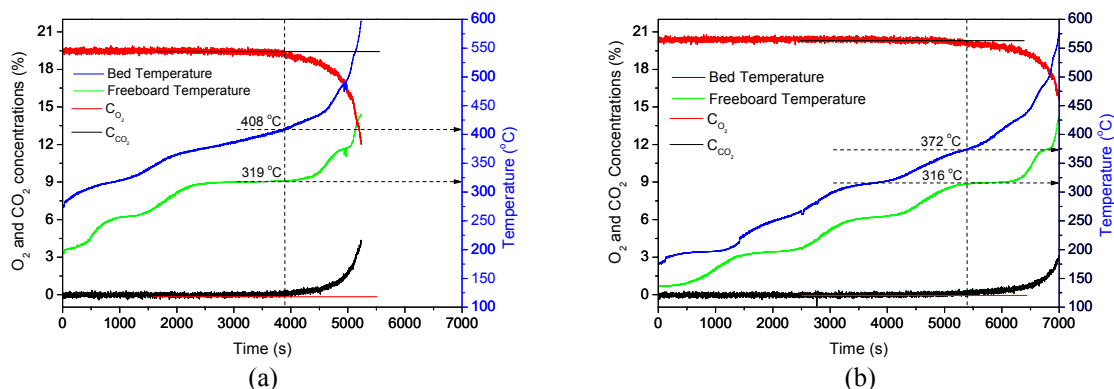 21
18
15
12
9
6
3
0
O₂ and CO₂ concentrations (%)
Bed Temperature
Freeboard Temperature
C_O₂
C_CO₂
408 °C
319 °C
600
550
500
450
400
350
300
250
200
150
100
Temperature (°C)
0 1000 2000 3000 4000 5000 6000 7000
Time (s)
(a)
21
18
15
12
9
6
3
0
O₂ and CO₂ Concentrations (%)
Bed Temperature
Freeboard Temperature
C_O₂
C_CO₂
372 °C
316 °C
600
550
500
450
400
350
300
250
200
150
100
Temperature (°C)
0 1000 2000 3000 4000 5000 6000 7000
Time (s)
(b)